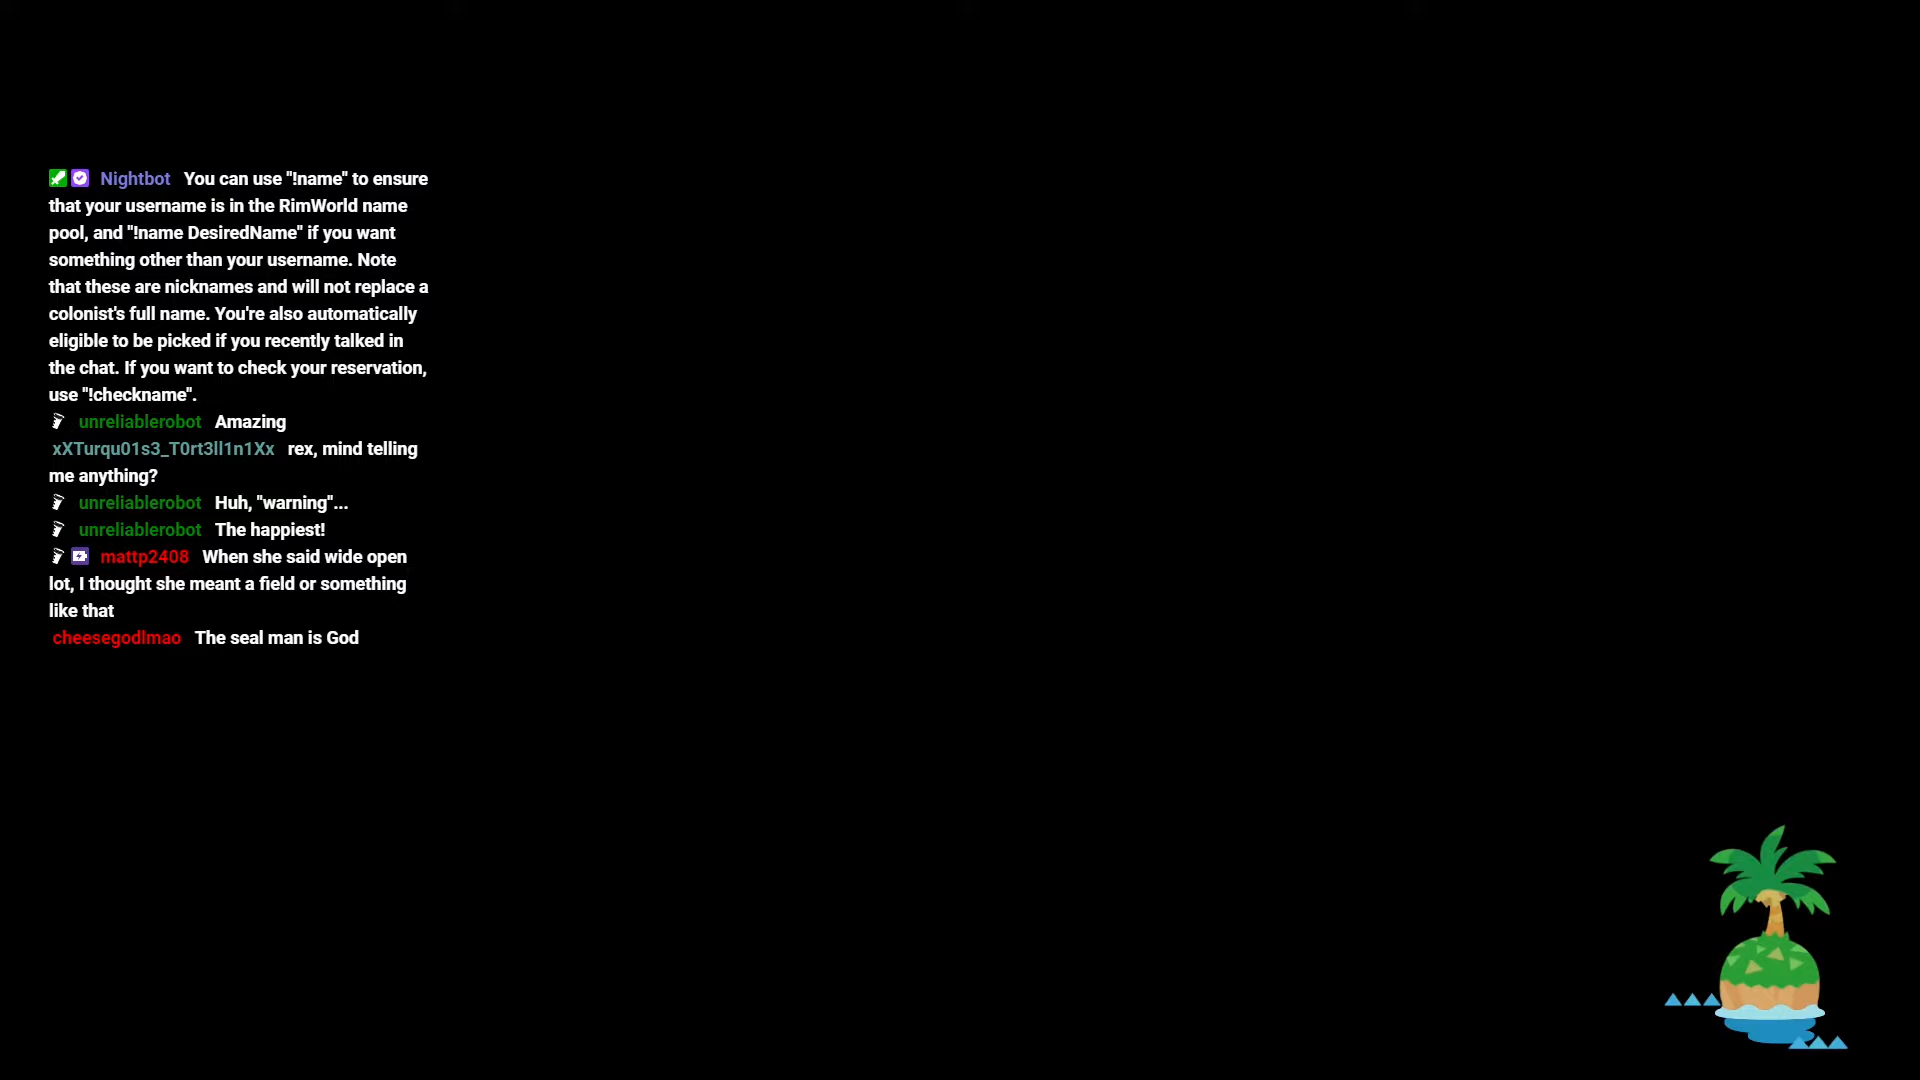 Nightbot You can use "!name" to ensure
that your username is in the RimWorld name
pool, and "!name DesiredName" if you want
something other than your username. Note
that these are nicknames and will not replace a
colonist's full name. You're also automatically
eligible to be picked if you recently talked in
the chat. If you want to check your reservation,
use "!checkname".
unreliablerobot Amazing
xXTurqu01s3_T0rt3ll1n1Xx rex, mind telling
me anything?
unreliablerobot Huh, "warning"...
unreliablerobot The happiest!
mattp2408 When she said wide open
lot, I thought she meant a field or something
like that
cheesegodlmao The seal man is God